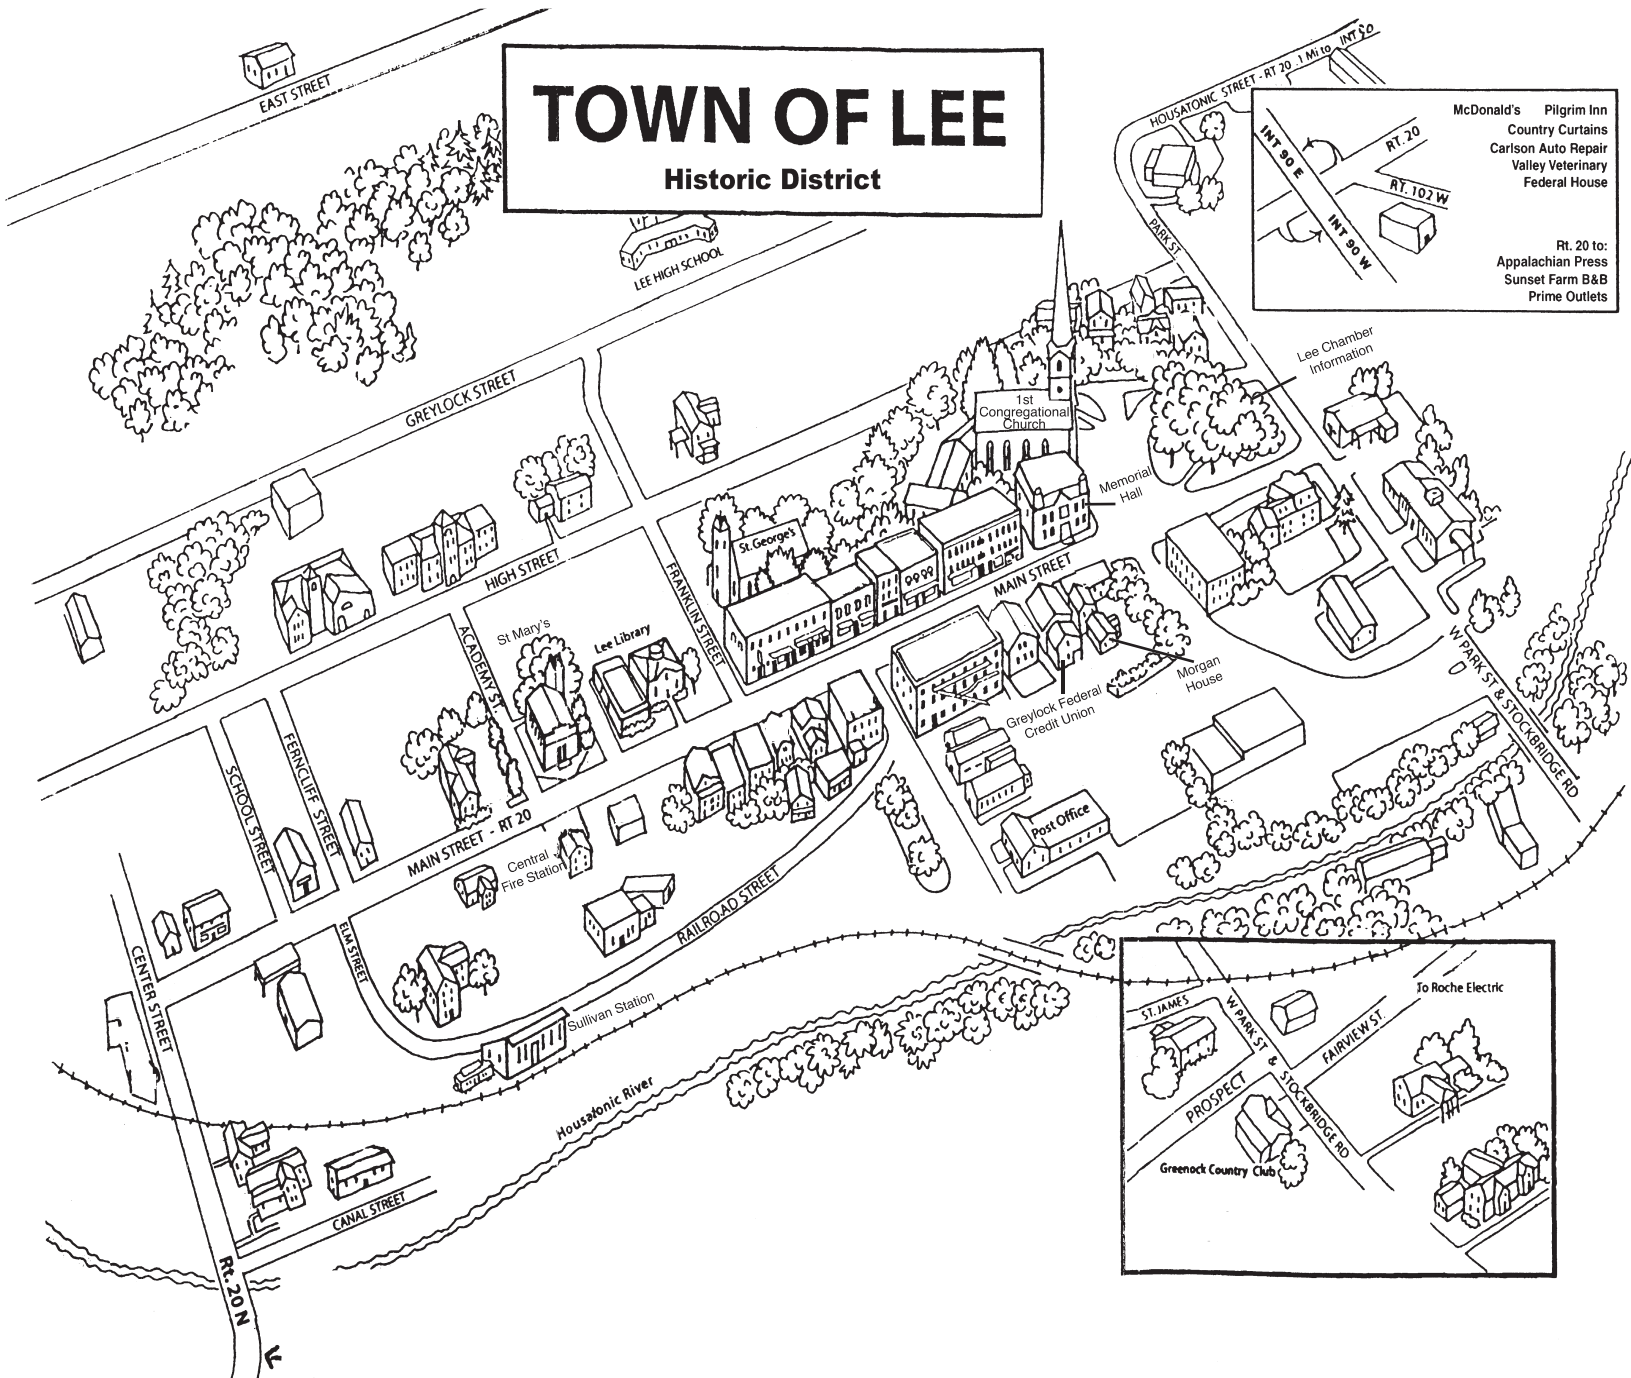 TOWN OF LEE
Historic District
EAST STREET
HOUSATONIC STREET - RT 20 .1 Mi to INT 90
McDonald's Pilgrim Inn
Country Curtains
Carlson Auto Repair
Valley Veterinary
Federal House
INT 90 E
RT. 20
RT. 102 W
INT 90 W
Rt. 20 to:
Appalachian Press
Sunset Farm B&B
Prime Outlets
PARK ST.
LEE HIGH SCHOOL
Lee Chamber
Information
GREYLOCK STREET
1st
Congregational
Church
Memorial
Hall
St. George's
HIGH STREET
FRANKLIN STREET
MAIN STREET
ACADEMY ST.
St Mary's
Lee Library
Morgan
House
Greylock Federal
Credit Union
W PARK ST & STOCKBRIDGE RD
SCHOOL STREET
FERNCLIFF STREET
MAIN STREET - RT 20
Central
Fire Station
Post Office
RAILROAD STREET
ELM STREET
CENTER STREET
Sullivan Station
Housatonic River
CANAL STREET
Rt. 20 N
To Roche Electric
ST. JAMES
W PARK ST & STOCKBRIDGE RD
FAIRVIEW ST.
PROSPECT
Greenock Country Club